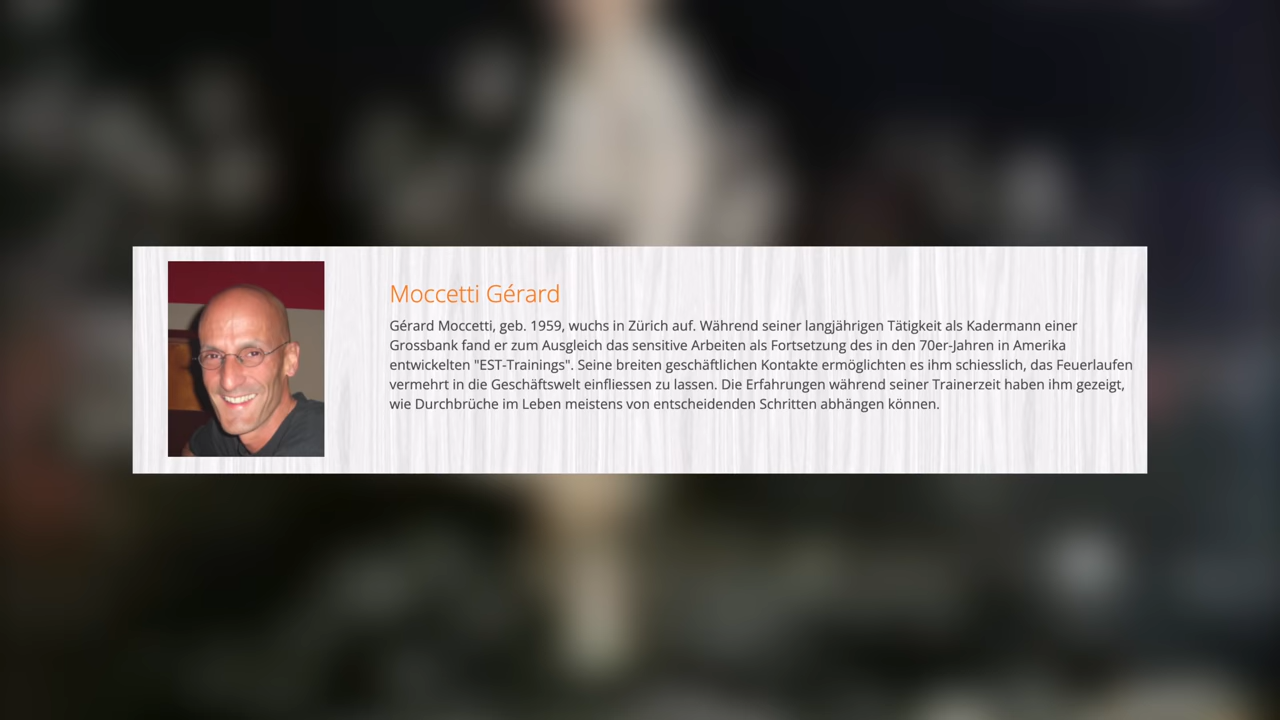 Moccetti Gérard
Gérard Moccetti, geb. 1959, wuchs in Zürich auf. Während seiner langjährigen Tätigkeit als Kadermann einer
Grossbank fand er zum Ausgleich das sensitive Arbeiten als Fortsetzung des in den 70er-Jahren in Amerika
entwickelten "EST-Trainings". Seine breiten geschäftlichen Kontakte ermöglichten es ihm schiesslich, das Feuerlaufen
vermehrt in die Geschäftswelt einfliessen zu lassen. Die Erfahrungen während seiner Trainerzeit haben ihm gezeigt,
wie Durchbrüche im Leben meistens von entscheidenden Schritten abhängen können.